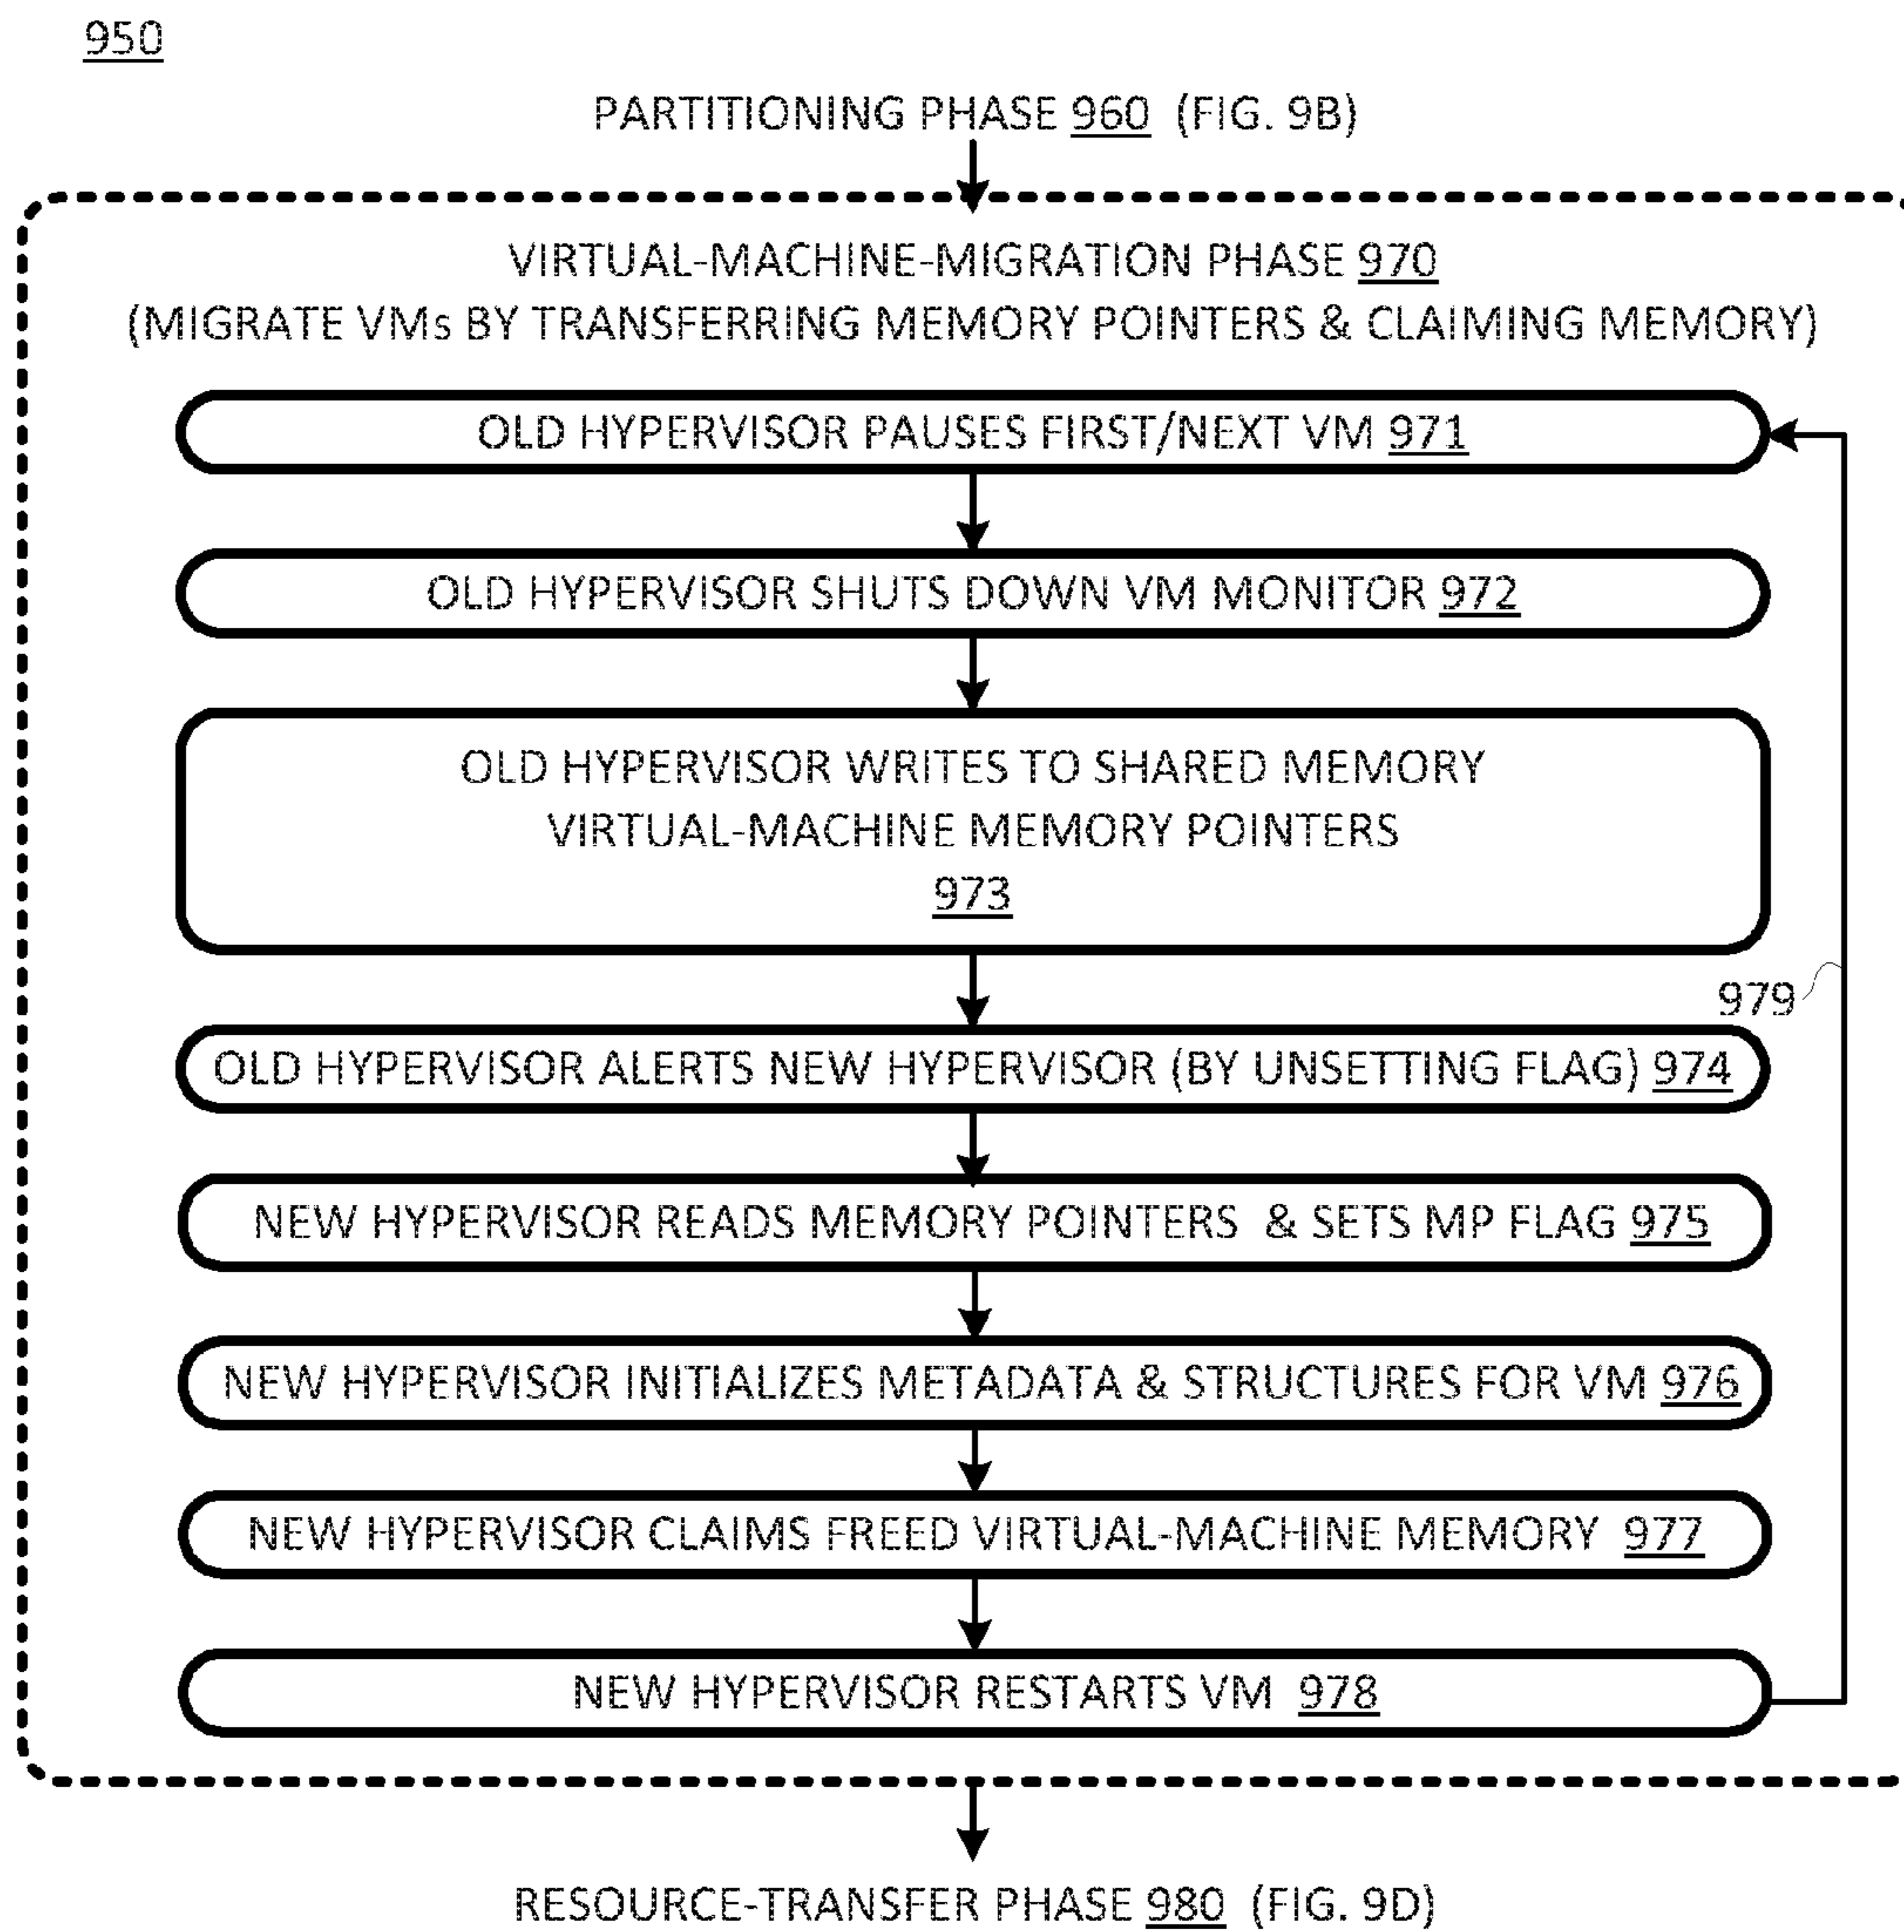 950
PARTITIONING PHASE 960 (FIG. 9B)
VIRTUAL-MACHINE-MIGRATION PHASE 970
(MIGRATE VMs BY TRANSFERRING MEMORY POINTERS & CLAIMING MEMORY)
OLD HYPERVISOR PAUSES FIRST/NEXT VM 971
OLD HYPERVISOR SHUTS DOWN VM MONITOR 972
OLD HYPERVISOR WRITES TO SHARED MEMORY
VIRTUAL-MACHINE MEMORY POINTERS
973
979
OLD HYPERVISOR ALERTS NEW HYPERVISOR (BY UNSETTING FLAG) 974
NEW HYPERVISOR READS MEMORY POINTERS & SETS MP FLAG 975
NEW HYPERVISOR INITIALIZES METADATA & STRUCTURES FOR VM 976
NEW HYPERVISOR CLAIMS FREED VIRTUAL-MACHINE MEMORY 977
NEW HYPERVISOR RESTARTS VM 978
RESOURCE-TRANSFER PHASE 980 (FIG. 9D)